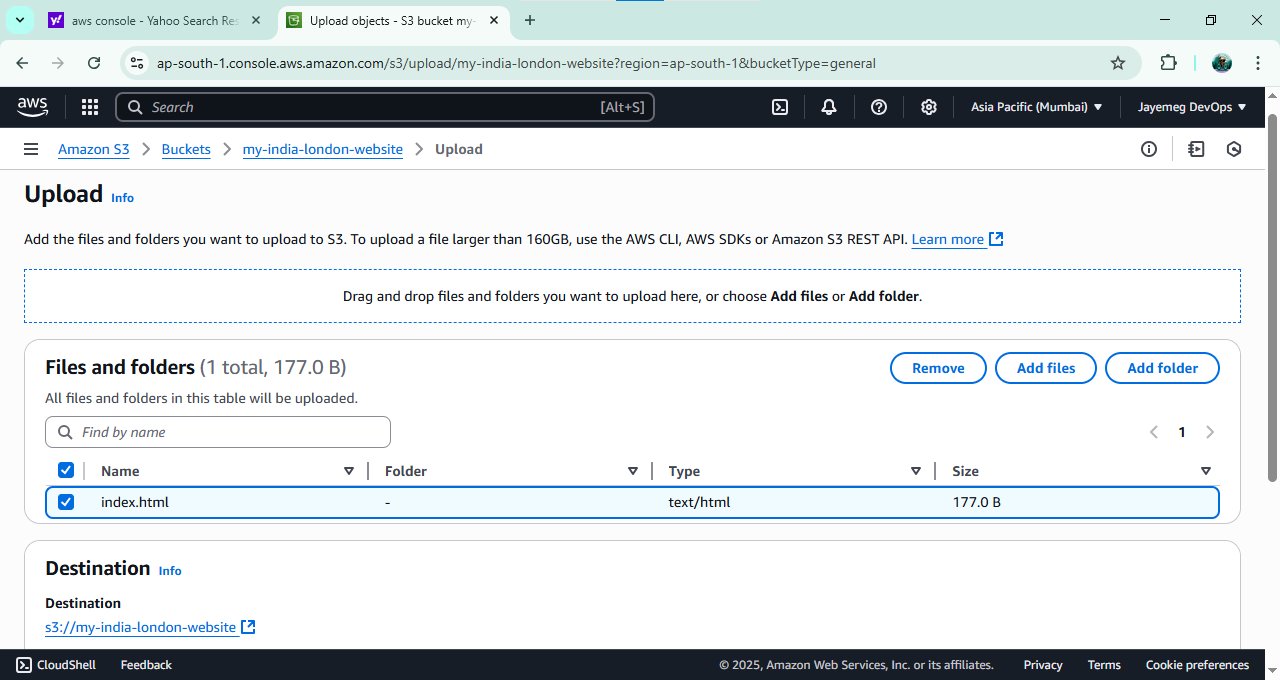 aws console - Yahoo Search Res
Upload objects - S3 bucket my-
ap-south-1.console.aws.amazon.com/s3/upload/my-india-london-website?region=ap-south-1&bucketType=general
aws Search [Alt+S] Asia Pacific (Mumbai) Jayemeg DevOps
Amazon S3 Buckets my-india-london-website Upload
Upload Info
Add the files and folders you want to upload to S3. To upload a file larger than 160GB, use the AWS CLI, AWS SDKs or Amazon S3 REST API. Learn more
Drag and drop files and folders you want to upload here, or choose Add files or Add folder.
Files and folders (1 total, 177.0 B) Remove Add files Add folder
All files and folders in this table will be uploaded.
Find by name 1
Name Folder Type Size
index.html - text/html 177.0 B
Destination Info
Destination
s3://my-india-london-website
CloudShell Feedback © 2025, Amazon Web Services, Inc. or its affiliates. Privacy Terms Cookie preferences